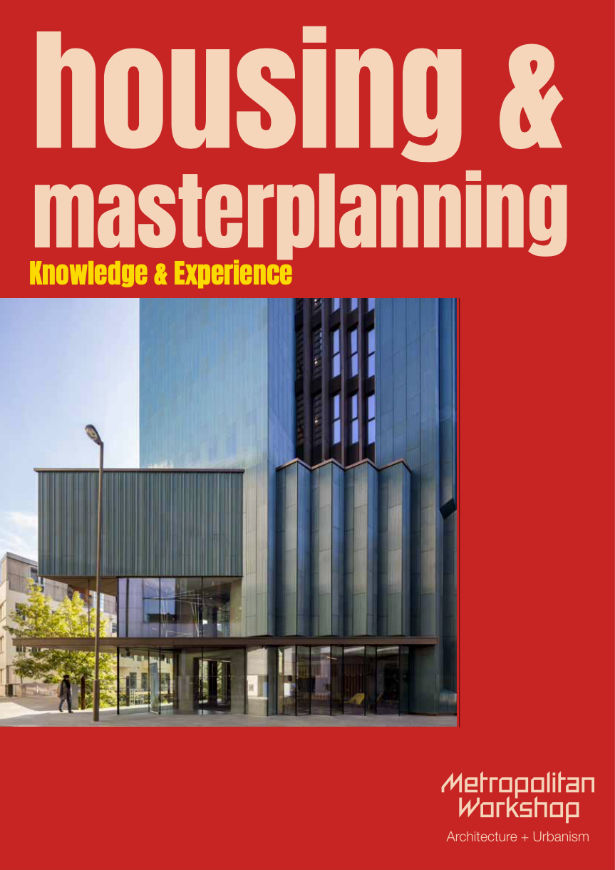 housing &
masterplanning
Knowledge & Experience
Metropolitan
Workshop
Architecture + Urbanism